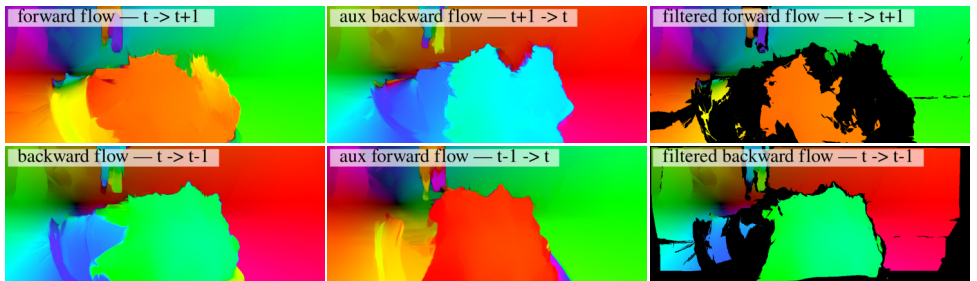 forward flow — t -> t+1
aux backward flow — t+1 -> t
filtered forward flow — t -> t+1
backward flow — t -> t-1
aux forward flow — t-1 -> t
filtered backward flow — t -> t-1